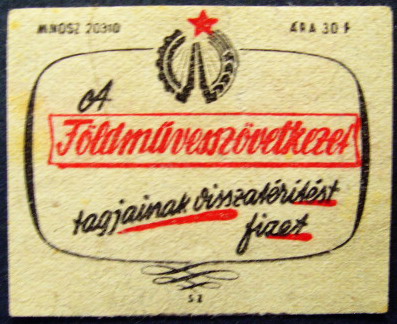 MNOSZ 20310 ÁRA 30 f
A
Földművesszövetkezet
tagjainak visszatérítést
fizet
SZ